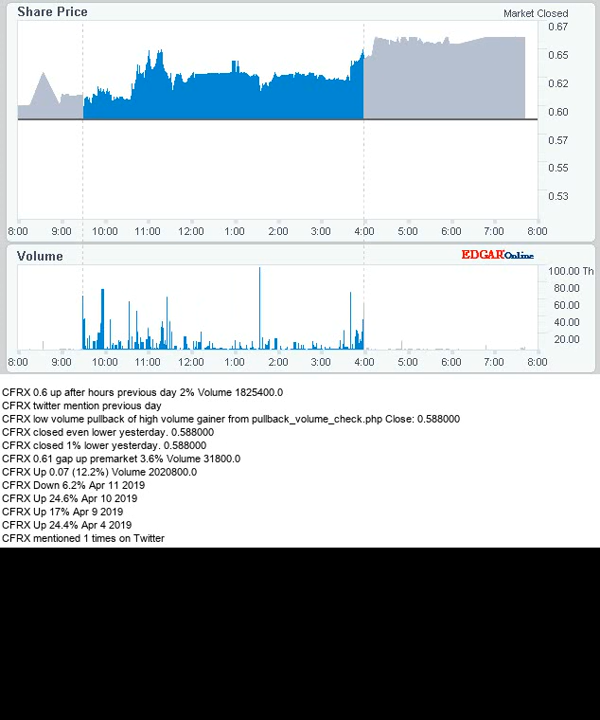 Share Price
Market Closed
0.67
0.65
0.62
0.60
0.57
0.55
0.53
8:00 9:00 10:00 11:00 12:00 1:00 2:00 3:00 4:00 5:00 6:00 7:00 8:00
Volume
EDGAROnline
100.00 Th
80.00
60.00
40.00
20.00
8:00 9:00 10:00 11:00 12:00 1:00 2:00 3:00 4:00 5:00 6:00 7:00 8:00
CFRX 0.6 up after hours previous day 2% Volume 1825400.0
CFRX twitter mention previous day
CFRX low volume pullback of high volume gainer from pullback_volume_check.php Close: 0.588000
CFRX closed even lower yesterday. 0.588000
CFRX closed 1% lower yesterday. 0.588000
CFRX 0.61 gap up premarket 3.6% Volume 31800.0
CFRX Up 0.07 (12.2%) Volume 2020800.0
CFRX Down 6.2% Apr 11 2019
CFRX Up 24.6% Apr 10 2019
CFRX Up 17% Apr 9 2019
CFRX Up 24.4% Apr 4 2019
CFRX mentioned 1 times on Twitter